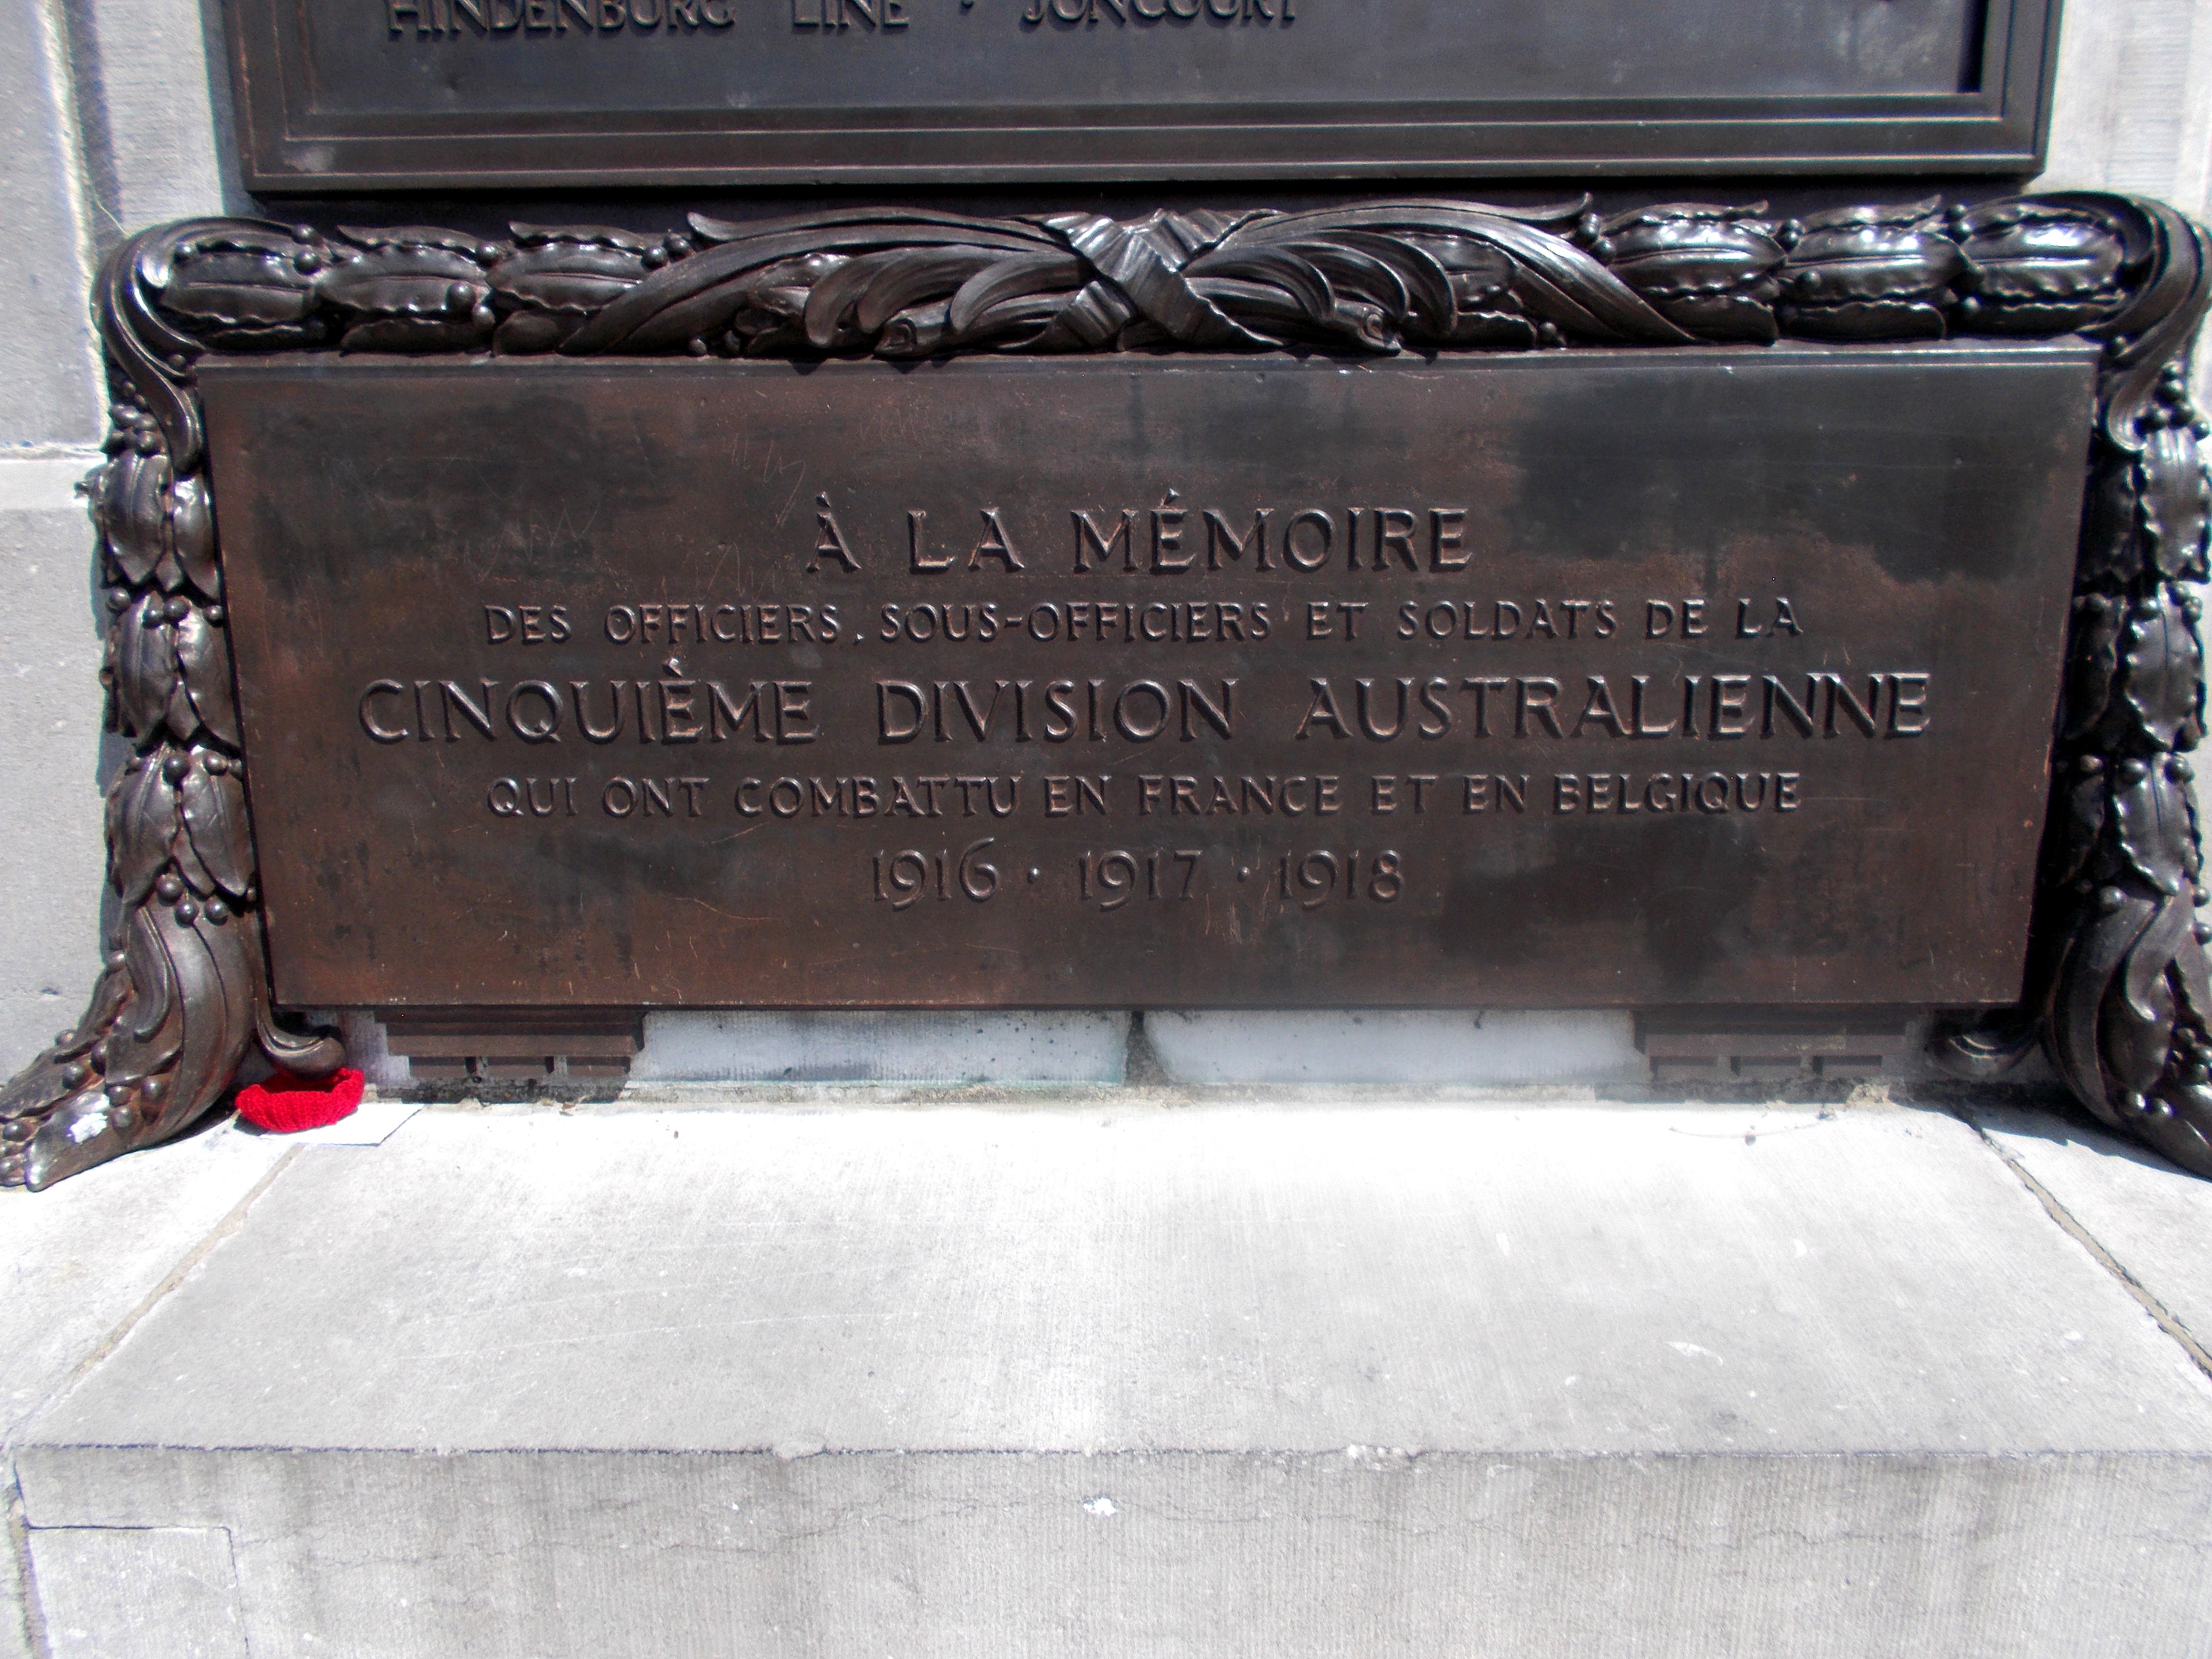 HINDENBURG LINE · JONCOURT
À LA MÉMOIRE
DES OFFICIERS, SOUS-OFFICIERS ET SOLDATS DE LA
CINQUIÈME DIVISION AUSTRALIENNE
QUI ONT COMBATTU EN FRANCE ET EN BELGIQUE
1916 · 1917 · 1918